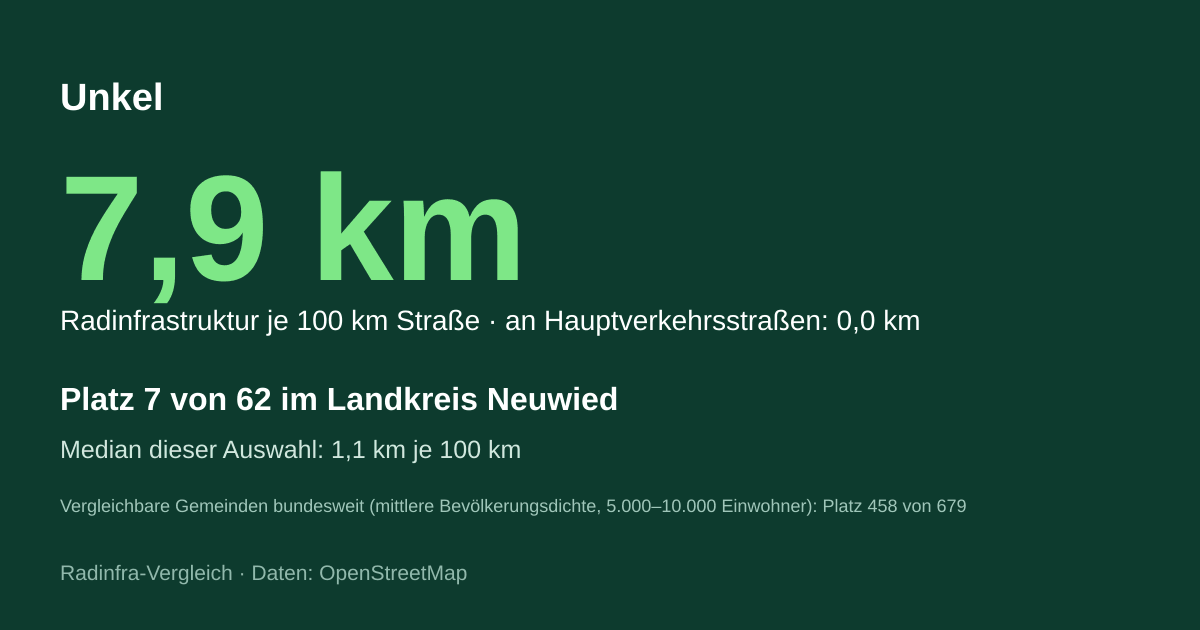 Unkel
7,9 km
Radinfrastruktur je 100 km Straße · an Hauptverkehrsstraßen: 0,0 km
Platz 7 von 62 im Landkreis Neuwied
Median dieser Auswahl: 1,1 km je 100 km
Vergleichbare Gemeinden bundesweit (mittlere Bevölkerungsdichte, 5.000–10.000 Einwohner): Platz 458 von 679
Radinfra-Vergleich · Daten: OpenStreetMap